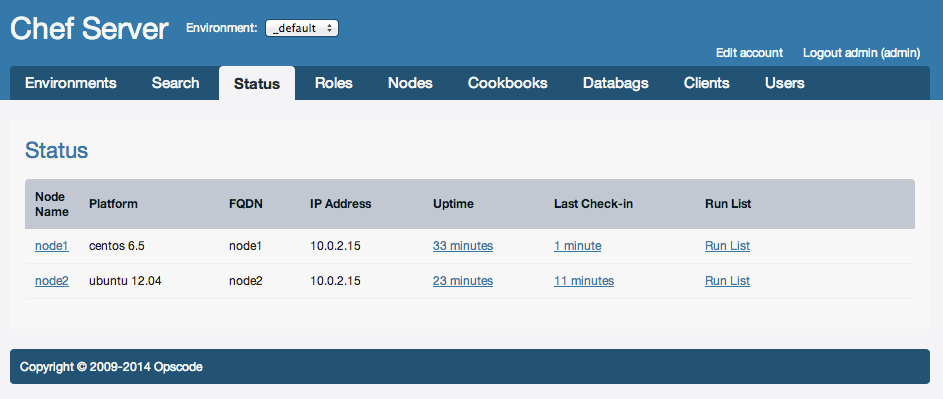 Chef Server Environment: _default
Edit account Logout admin (admin)
Environments Search Status Roles Nodes Cookbooks Databags Clients Users
Status
Node Name Platform FQDN IP Address Uptime Last Check-in Run List
node1 centos 6.5 node1 10.0.2.15 33 minutes 1 minute Run List
node2 ubuntu 12.04 node2 10.0.2.15 23 minutes 11 minutes Run List
Copyright © 2009-2014 Opscode